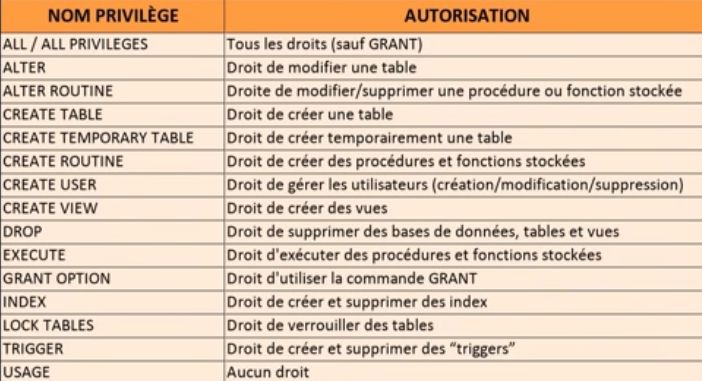 NOM PRIVILÈGE AUTORISATION
ALL / ALL PRIVILEGES Tous les droits (sauf GRANT)
ALTER Droit de modifier une table
ALTER ROUTINE Droite de modifier/supprimer une procédure ou fonction stockée
CREATE TABLE Droit de créer une table
CREATE TEMPORARY TABLE Droit de créer temporairement une table
CREATE ROUTINE Droit de créer des procédures et fonctions stockées
CREATE USER Droit de gérer les utilisateurs (création/modification/suppression)
CREATE VIEW Droit de créer des vues
DROP Droit de supprimer des bases de données, tables et vues
EXECUTE Droit d'exécuter des procédures et fonctions stockées
GRANT OPTION Droit d'utiliser la commande GRANT
INDEX Droit de créer et supprimer des index
LOCK TABLES Droit de verrouiller des tables
TRIGGER Droit de créer et supprimer des “triggers”
USAGE Aucun droit